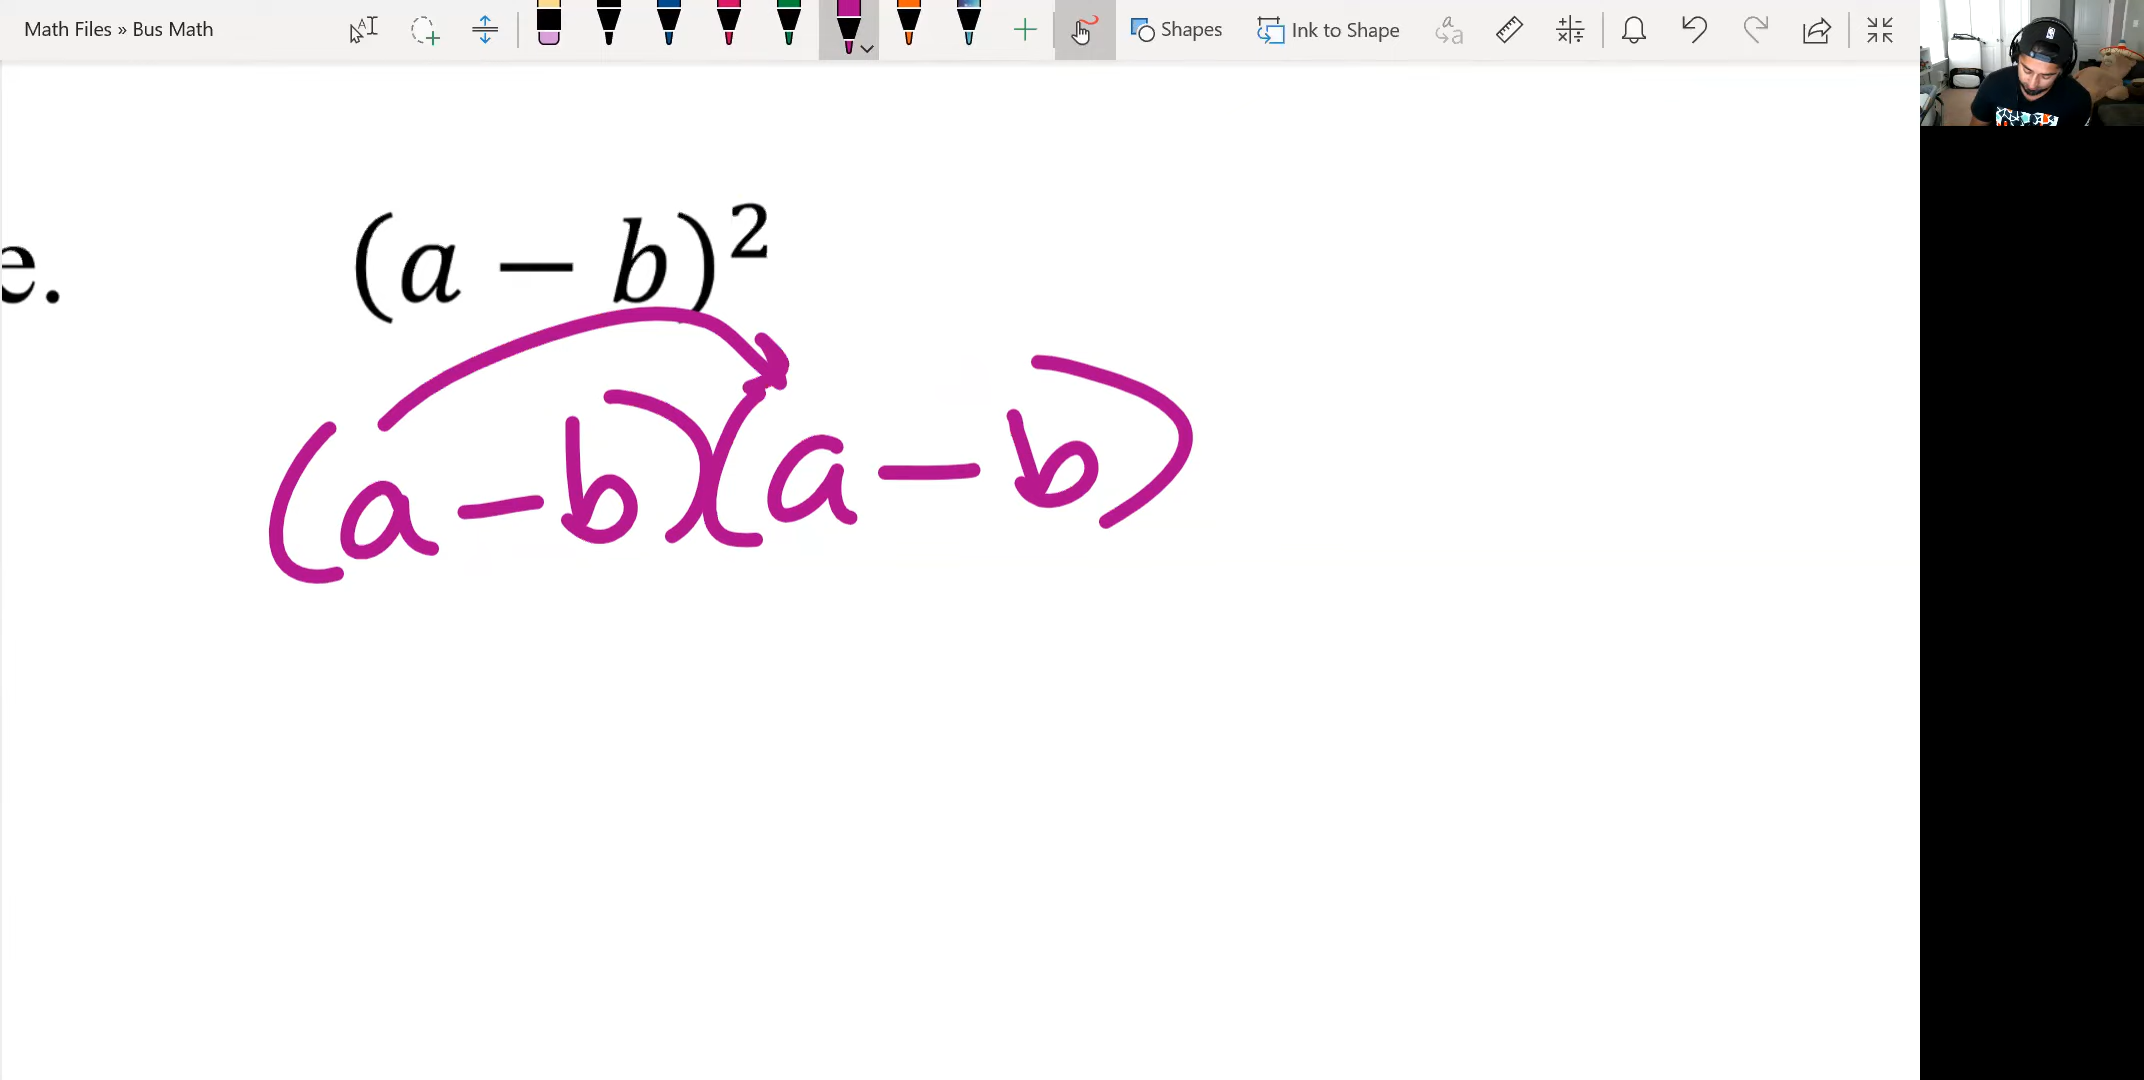 Math Files » Bus Math
Shapes
Ink to Shape
e. (a − b)²
(a − b)(a − b)